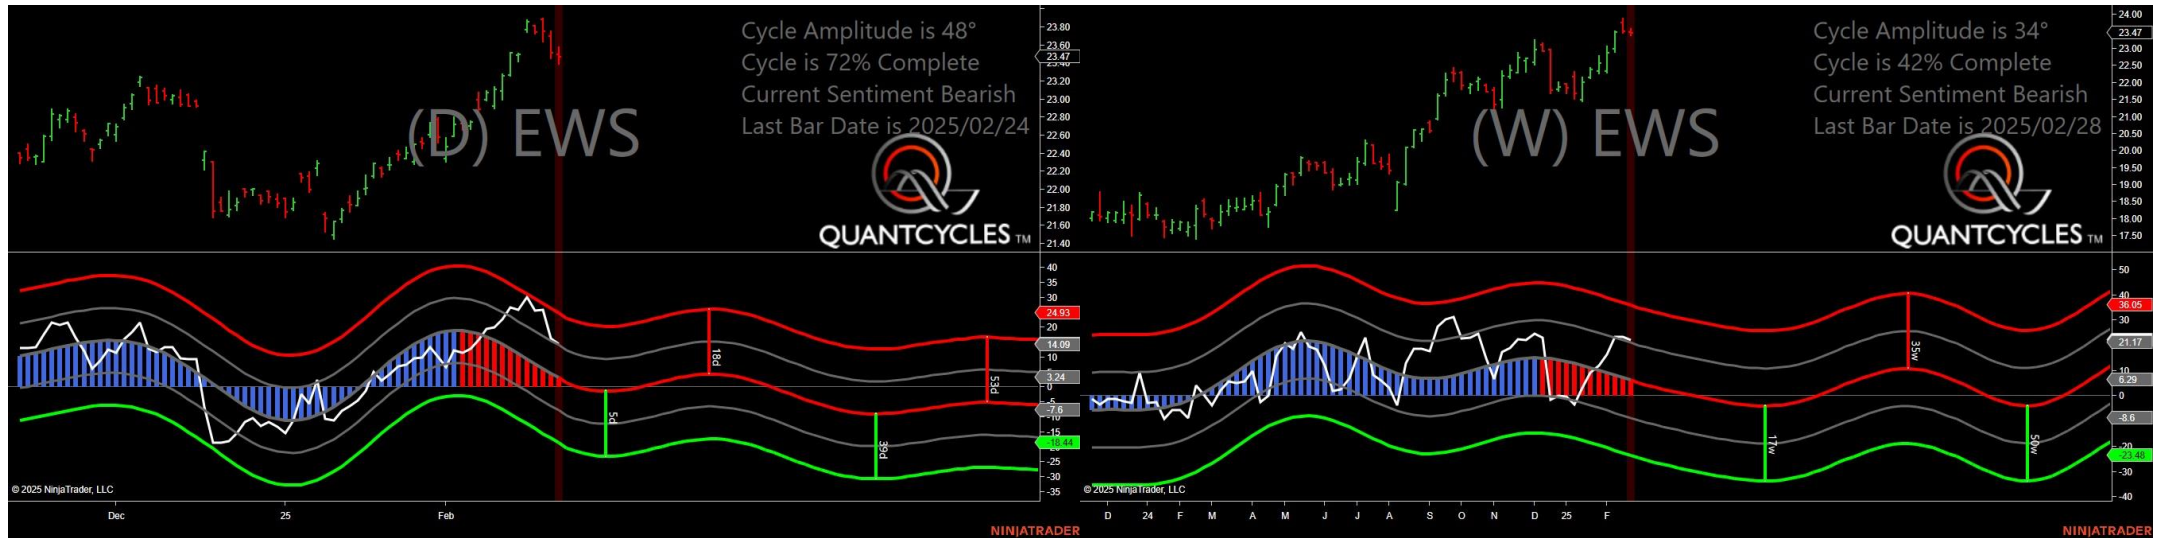 Cycle Amplitude is 48°
Cycle is 72% Complete
Current Sentiment Bearish
Last Bar Date is 2025/02/24
(D) EWS
QUANTCYCLES TM
23.80
23.60
23.47
23.40
23.20
23.00
22.80
22.60
22.40
22.20
22.00
21.80
21.60
21.40
40
35
30
24.93
20
14.09
10
3.24
0
-5
-7.6
-10
-15
-18.44
-20
-25
-30
-35
5d
18d
39d
53d
© 2025 NinjaTrader, LLC
Dec 25 Feb
NINJATRADER
Cycle Amplitude is 34°
Cycle is 42% Complete
Current Sentiment Bearish
Last Bar Date is 2025/02/28
(W) EWS
QUANTCYCLES TM
24.00
23.47
23.00
22.50
22.00
21.50
21.00
20.50
20.00
19.50
19.00
18.50
18.00
17.50
50
40
36.05
30
21.17
10
6.29
0
-8.6
-20
-23.48
-30
-40
17w
35w
50w
© 2025 NinjaTrader, LLC
D 24 F M A M J J A S O N D 25 F
NINJATRADER